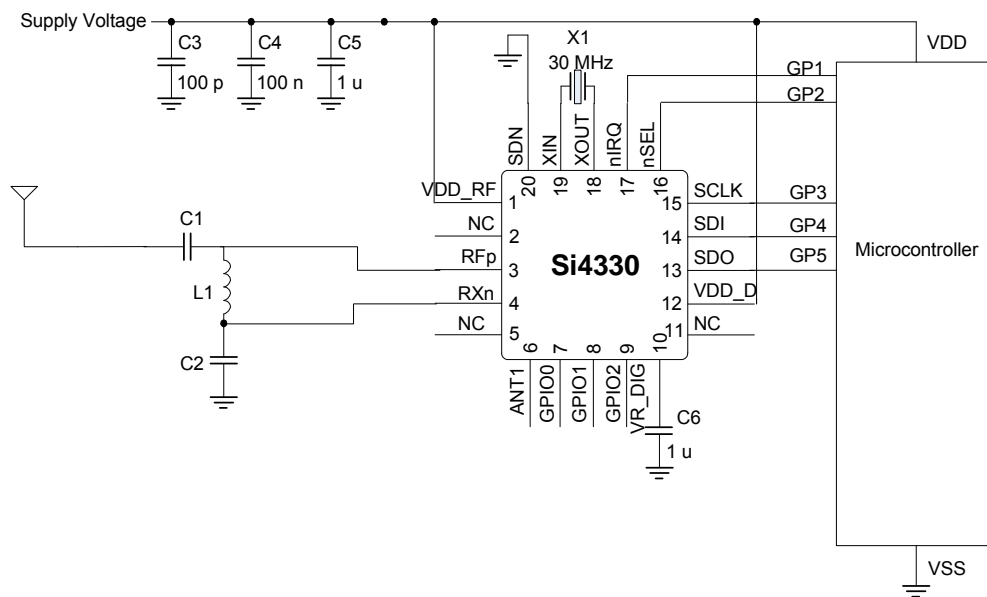 Supply Voltage
C3
100 p
C4
100 n
C5
1 u
X1
30 MHz
VDD
GP1
GP2
SDN
XIN
XOUT
nIRQ
nSEL
20
19
18
17
16
VDD_RF
1
NC
2
RFp
3
RXn
4
NC
5
Si4330
15
SCLK
GP3
14
SDI
GP4
13
SDO
GP5
12
VDD_D
11
NC
Microcontroller
C1
L1
C2
6
7
8
9
10
ANT1
GPIO0
GPIO1
GPIO2
VR_DIG
C6
1 u
VSS